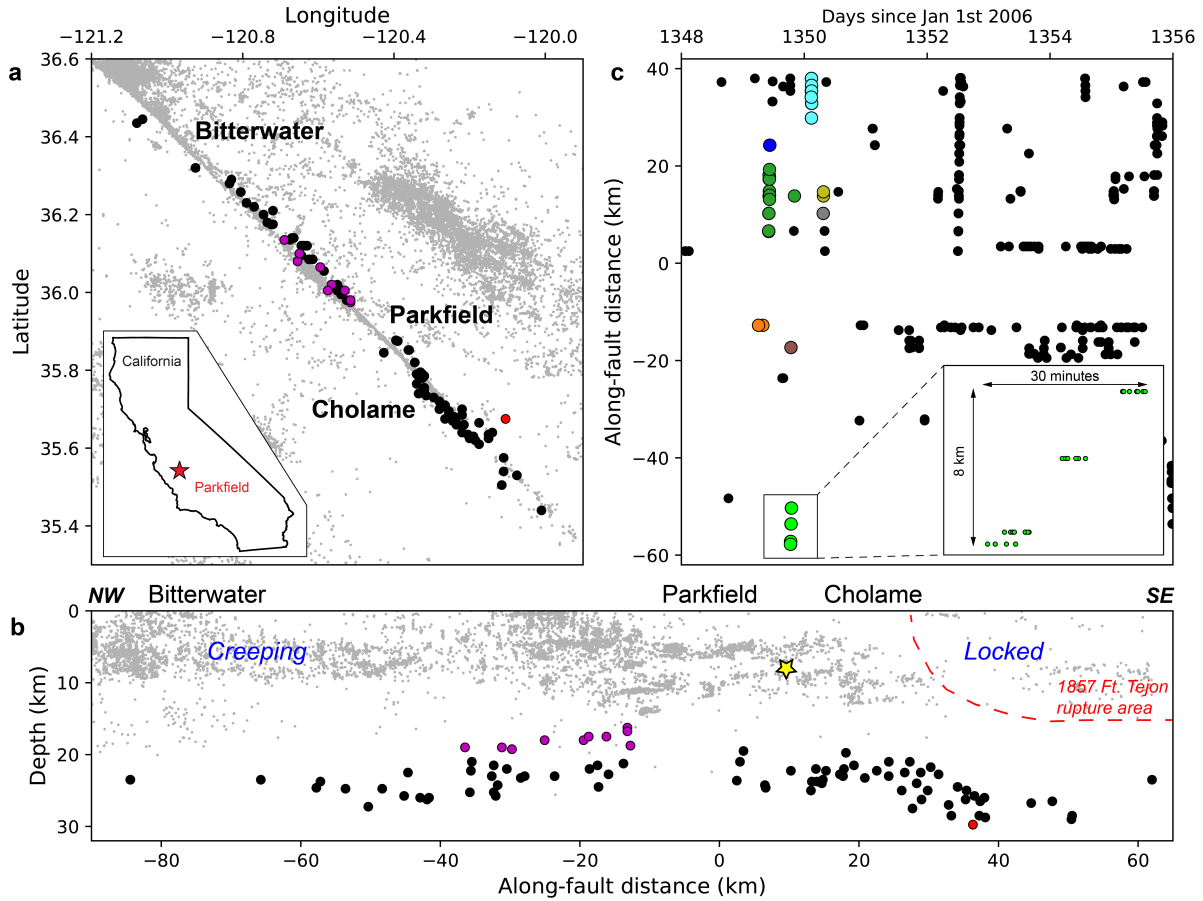 Longitude
−121.2 −120.8 −120.4 −120.0
a
36.6
36.4
36.2
36.0
35.8
35.6
35.4
Latitude
Bitterwater
Parkfield
Cholame
California
Parkfield
Days since Jan 1st 2006
1348 1350 1352 1354 1356
c
40
20
0
−20
−40
−60
Along-fault distance (km)
30 minutes
8 km
NW Bitterwater Parkfield Cholame SE
b
0
10
20
30
Depth (km)
Creeping
Locked
1857 Ft. Tejon
rupture area
−80 −60 −40 −20 0 20 40 60
Along-fault distance (km)